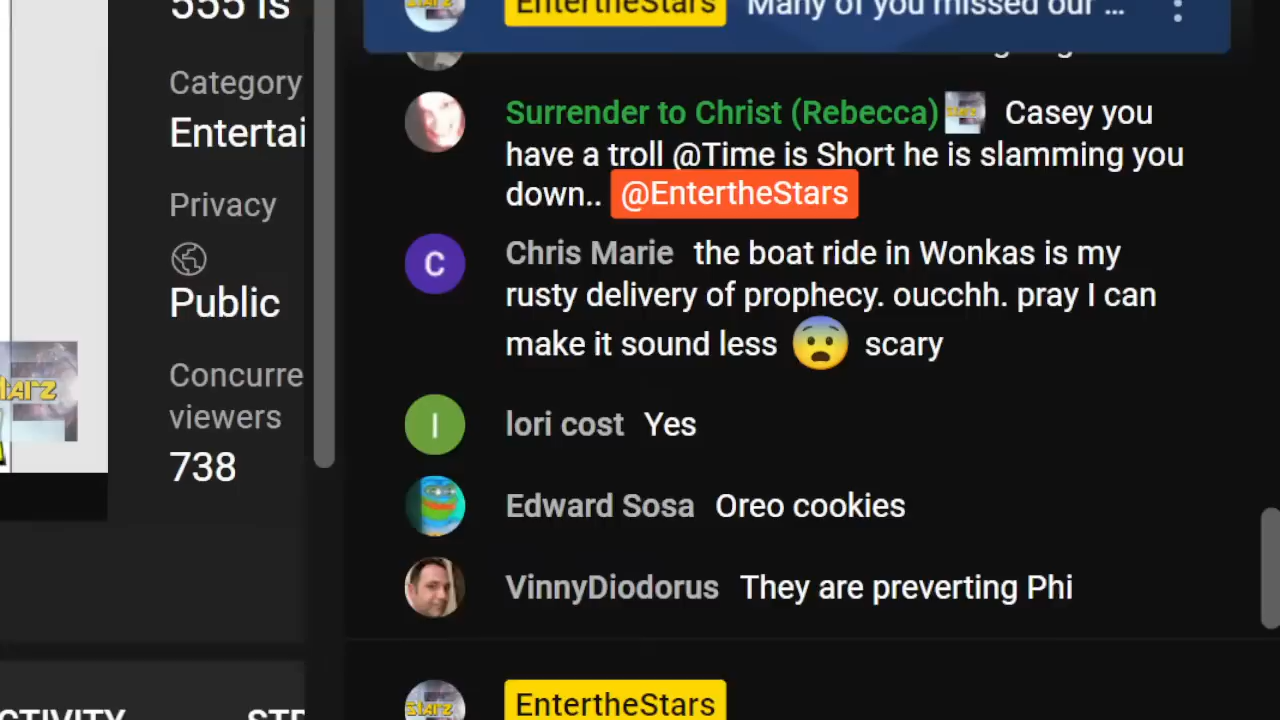 555 is
Category
Entertai
Privacy
Public
Concurre
viewers
738
CTIVITY
EntertheStars Many of you missed our ...
Surrender to Christ (Rebecca) Casey you
have a troll @Time is Short he is slamming you
down.. @EntertheStars
C
Chris Marie the boat ride in Wonkas is my
rusty delivery of prophecy. oucchh. pray I can
make it sound less 😨 scary
l
lori cost Yes
Edward Sosa Oreo cookies
VinnyDiodorus They are preverting Phi
EntertheStars